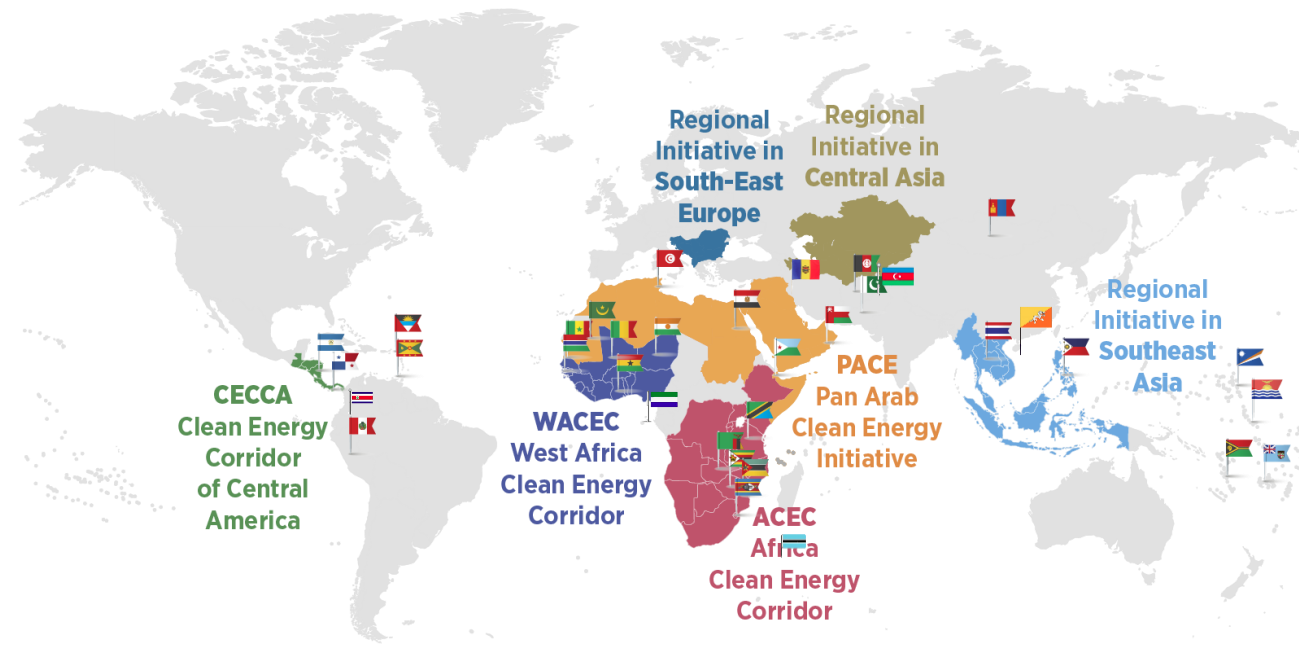 Regional
Initiative in
South-East
Europe
Regional
Initiative in
Central Asia
Regional
Initiative in
Southeast
Asia
CECCA
Clean Energy
Corridor
of Central
America
WACEC
West Africa
Clean Energy
Corridor
PACE
Pan Arab
Clean Energy
Initiative
ACEC
Africa
Clean Energy
Corridor